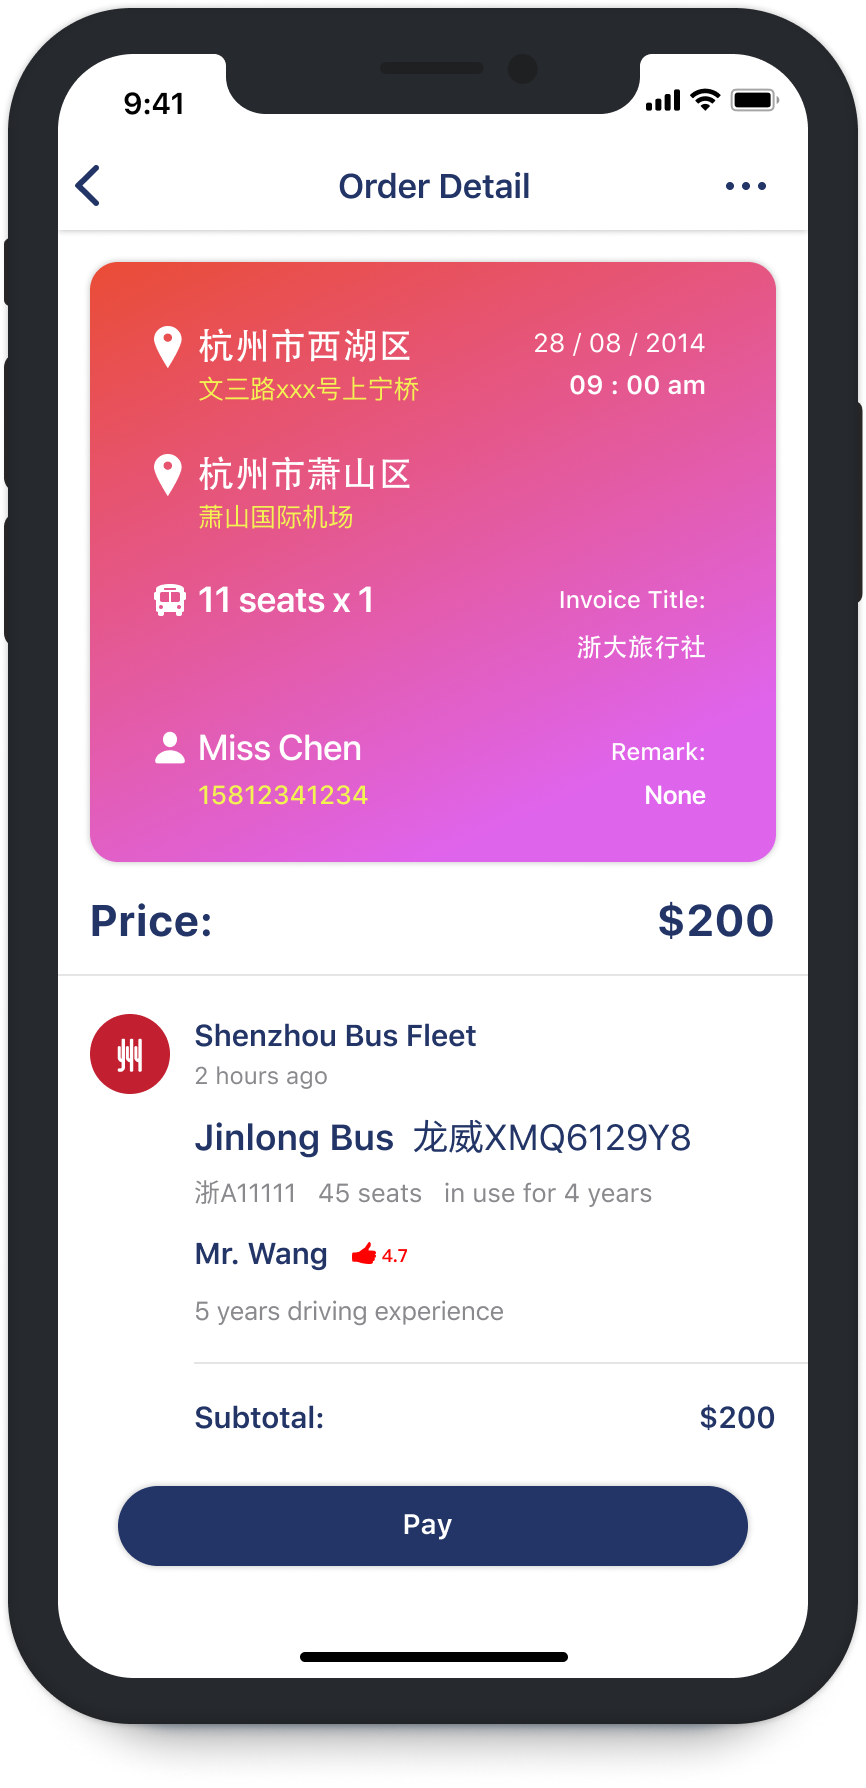 9:41
Order Detail
杭州市西湖区
28 / 08 / 2014
文三路xxx号上宁桥
09 : 00 am
杭州市萧山区
萧山国际机场
11 seats x 1
Invoice Title:
浙大旅行社
Miss Chen
Remark:
15812341234
None
Price:
$200
州
Shenzhou Bus Fleet
2 hours ago
Jinlong Bus 龙威XMQ6129Y8
浙A11111 45 seats in use for 4 years
Mr. Wang 4.7
5 years driving experience
Subtotal:
$200
Pay